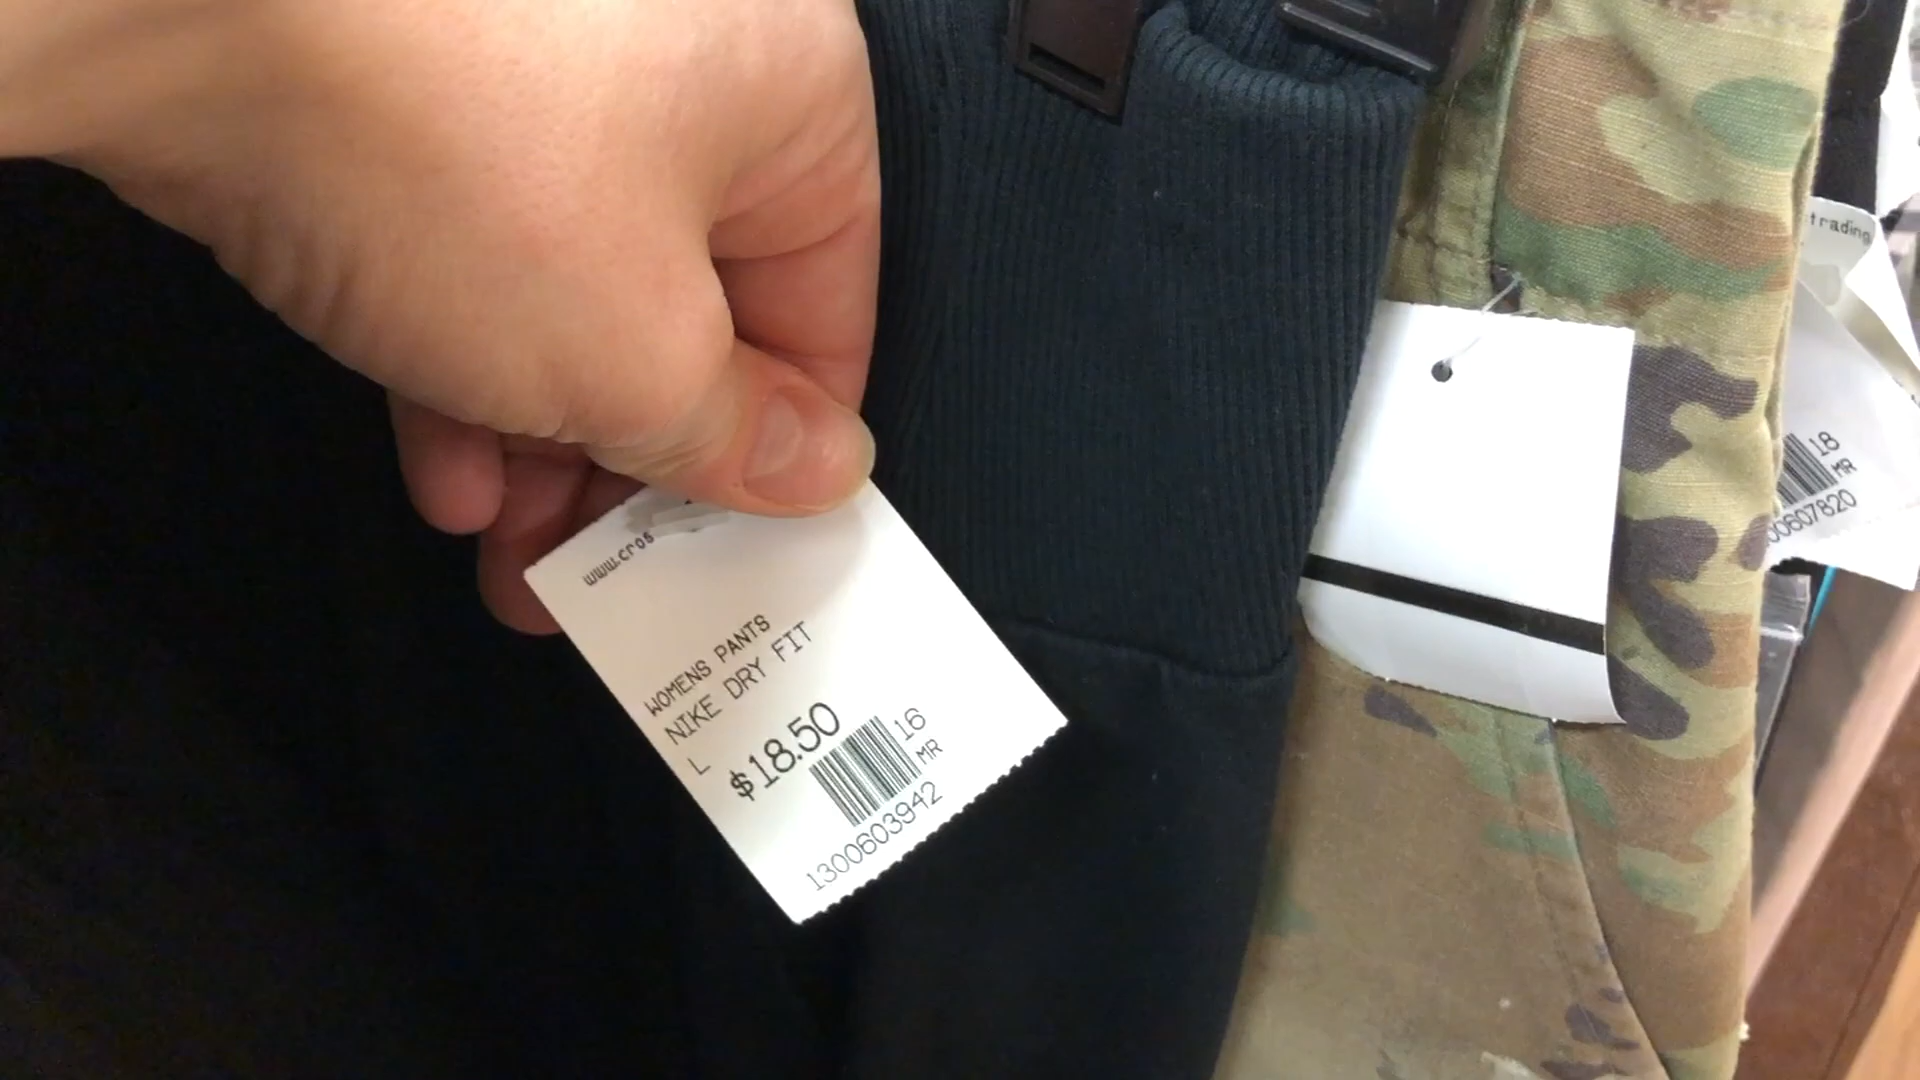 www.cros
WOMENS PANTS
NIKE DRY FIT
L
$18.50
16
MR
1300603942
trading
18
MR
00607820